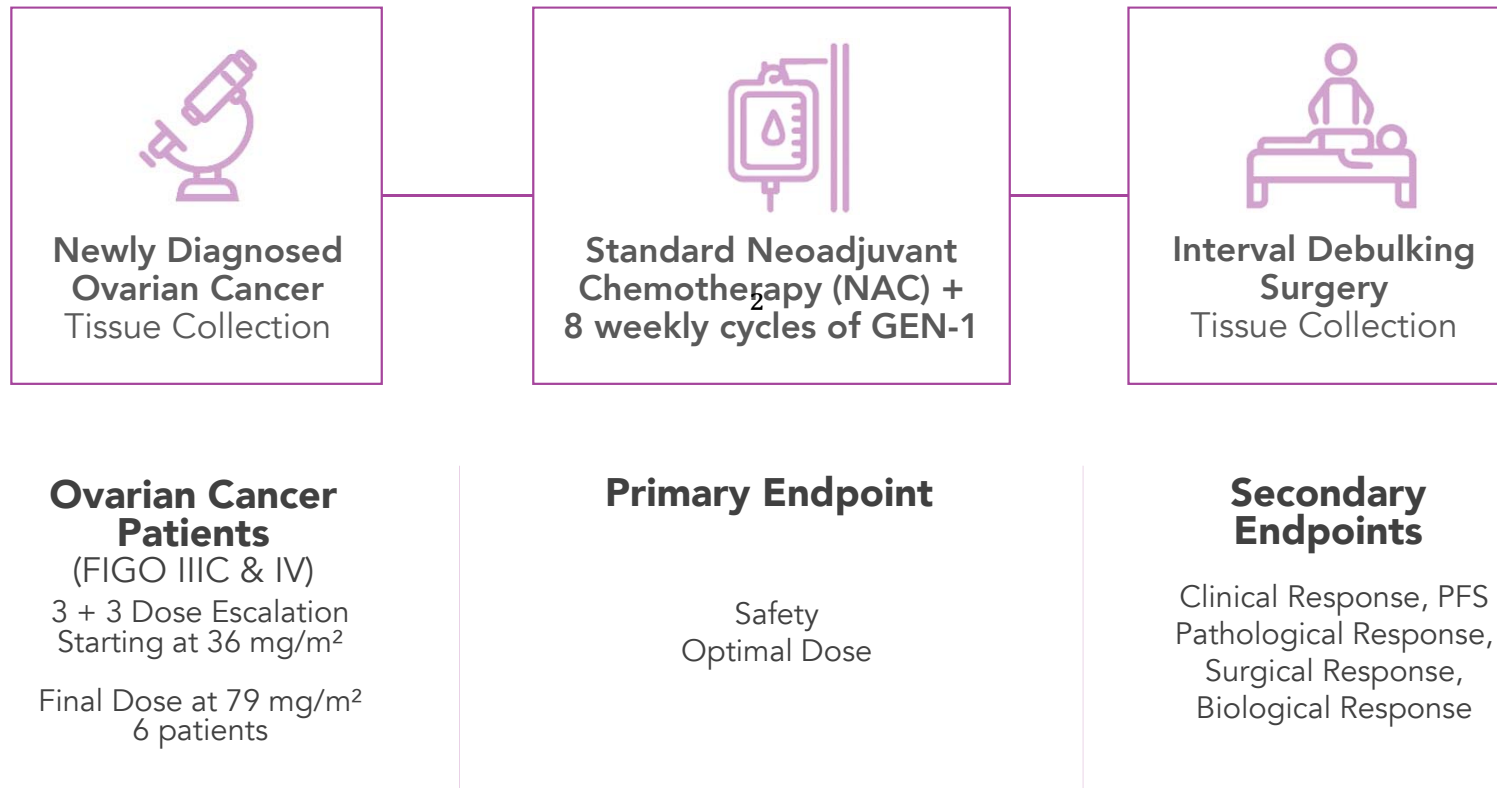 Newly Diagnosed
Ovarian Cancer
Tissue Collection
Standard Neoadjuvant
Chemotherapy (NAC) +
2
8 weekly cycles of GEN-1
Interval Debulking
Surgery
Tissue Collection
Ovarian Cancer
Patients
(FIGO IIIC & IV)
3 + 3 Dose Escalation
Starting at 36 mg/m²
Final Dose at 79 mg/m²
6 patients
Primary Endpoint
Safety
Optimal Dose
Secondary
Endpoints
Clinical Response, PFS
Pathological Response,
Surgical Response,
Biological Response